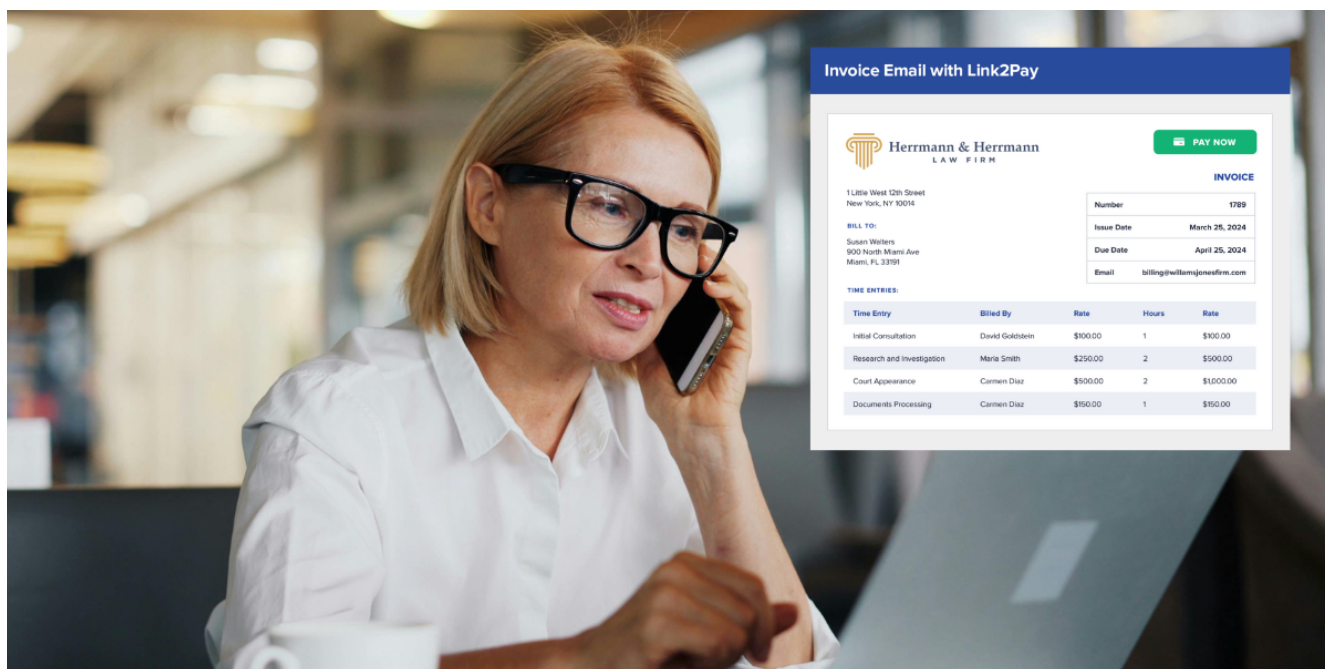 Invoice Email with Link2Pay
Herrmann & Herrmann
LAW FIRM
PAY NOW
INVOICE
1 Little West 12th Street
New York, NY 10014
BILL TO:
Susan Walters
900 North Miami Ave
Miami, FL 33191
Number 1789
Issue Date March 25, 2024
Due Date April 25, 2024
Email billing@willamsjonesfirm.com
TIME ENTRIES:
Time Entry Billed By Rate Hours Rate
Initial Consultation David Goldstein $100.00 1 $100.00
Research and Investigation Maria Smith $250.00 2 $500.00
Court Appearance Carmen Diaz $500.00 2 $1,000.00
Documents Processing Carmen Diaz $150.00 1 $150.00